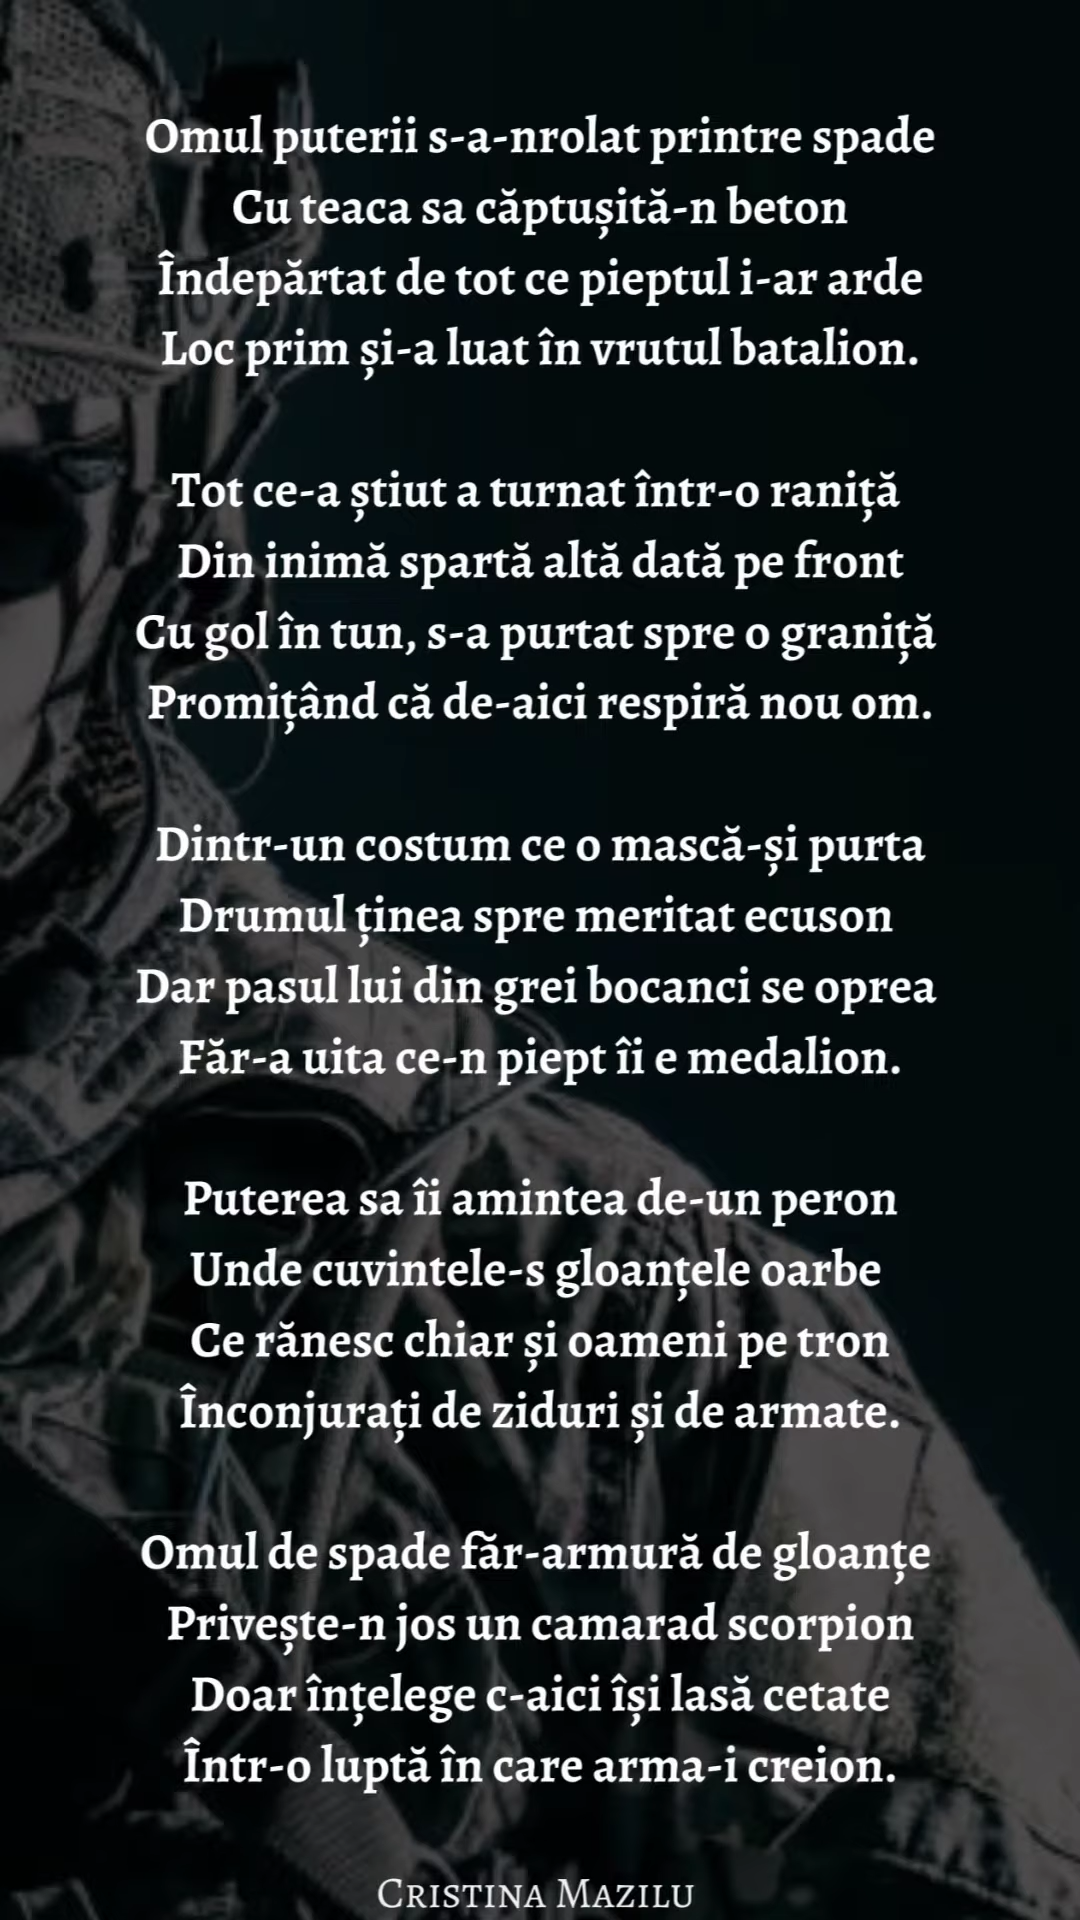 Omul puterii s-a-nrolat printre spade
Cu teaca sa căptușită-n beton
Îndepărtat de tot ce pieptul i-ar arde
Loc prim și-a luat în vrutul batalion.
Tot ce-a știut a turnat într-o raniță
Din inimă spartă altă dată pe front
Cu gol în tun, s-a purtat spre o graniță
Promițând că de-aici respiră nou om.
Dintr-un costum ce o mască-și purta
Drumul ținea spre meritat ecuson
Dar pasul lui din grei bocanci se oprea
Făr-a uita ce-n piept îi e medalion.
Puterea sa îi amintea de-un peron
Unde cuvintele-s gloanțele oarbe
Ce rănesc chiar și oameni pe tron
Înconjurați de ziduri și de armate.
Omul de spade făr-armură de gloanțe
Privește-n jos un camarad scorpion
Doar înțelege c-aici își lasă cetate
Într-o luptă în care arma-i creion.
Cristina Mazilu